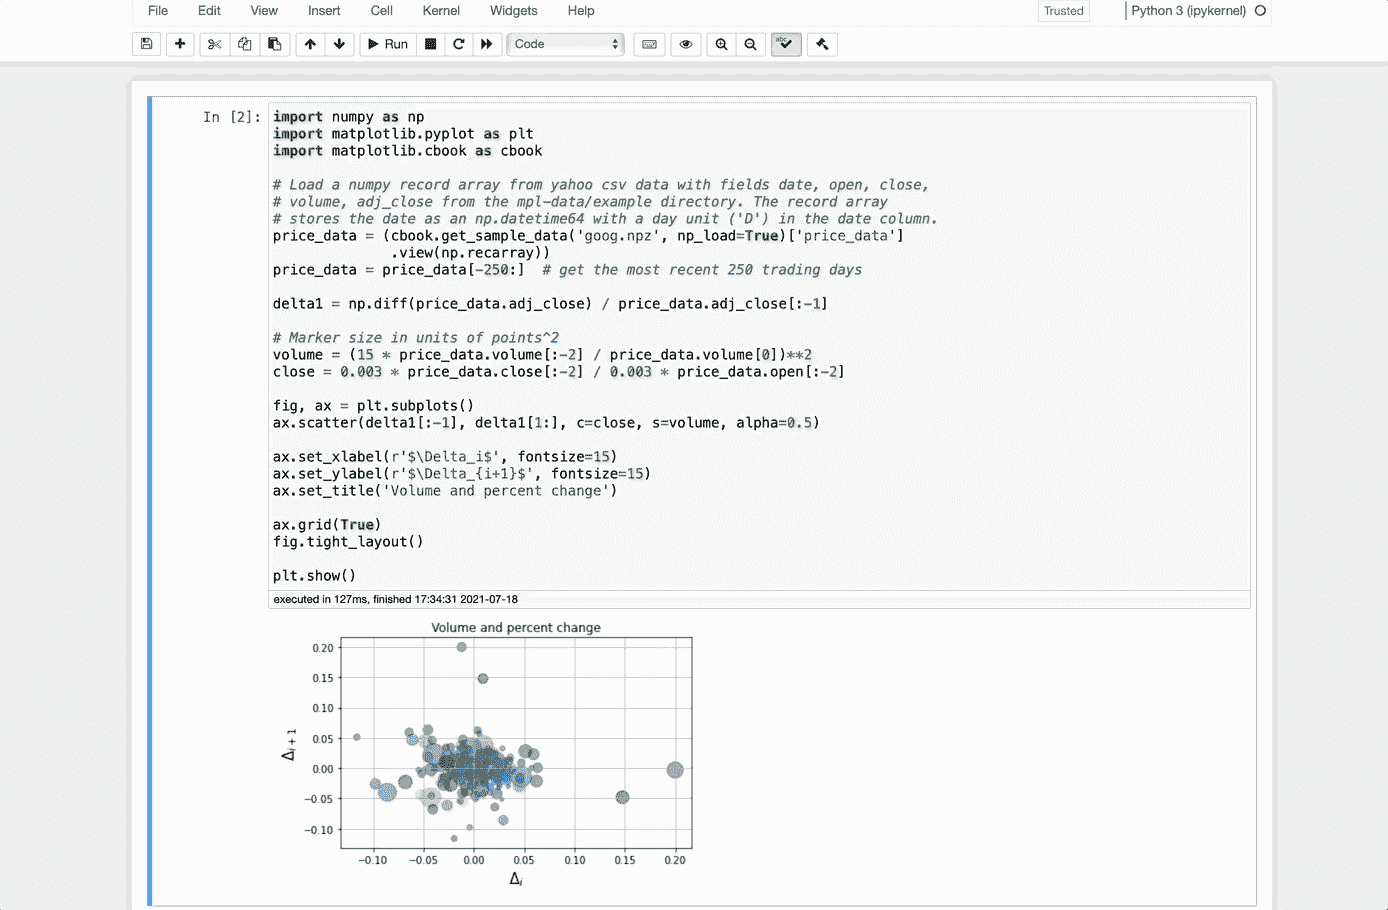 File Edit View Insert Cell Kernel Widgets Help Trusted Python 3 (ipykernel)
Run Code abc
In [2]:
import numpy as np
import matplotlib.pyplot as plt
import matplotlib.cbook as cbook
# Load a numpy record array from yahoo csv data with fields date, open, close,
# volume, adj_close from the mpl-data/example directory. The record array
# stores the date as an np.datetime64 with a day unit ('D') in the date column.
price_data = (cbook.get_sample_data('goog.npz', np_load=True)['price_data']
.view(np.recarray))
price_data = price_data[-250:]  # get the most recent 250 trading days
delta1 = np.diff(price_data.adj_close) / price_data.adj_close[:-1]
# Marker size in units of points^2
volume = (15 * price_data.volume[:-2] / price_data.volume[0])**2
close = 0.003 * price_data.close[:-2] / 0.003 * price_data.open[:-2]
fig, ax = plt.subplots()
ax.scatter(delta1[:-1], delta1[1:], c=close, s=volume, alpha=0.5)
ax.set_xlabel(r'$\Delta_i$', fontsize=15)
ax.set_ylabel(r'$\Delta_{i+1}$', fontsize=15)
ax.set_title('Volume and percent change')
ax.grid(True)
fig.tight_layout()
plt.show()
executed in 127ms, finished 17:34:31 2021-07-18
Volume and percent change
0.20
0.15
0.10
0.05
0.00
−0.05
−0.10
Δi + 1
−0.10 −0.05 0.00 0.05 0.10 0.15 0.20
Δi